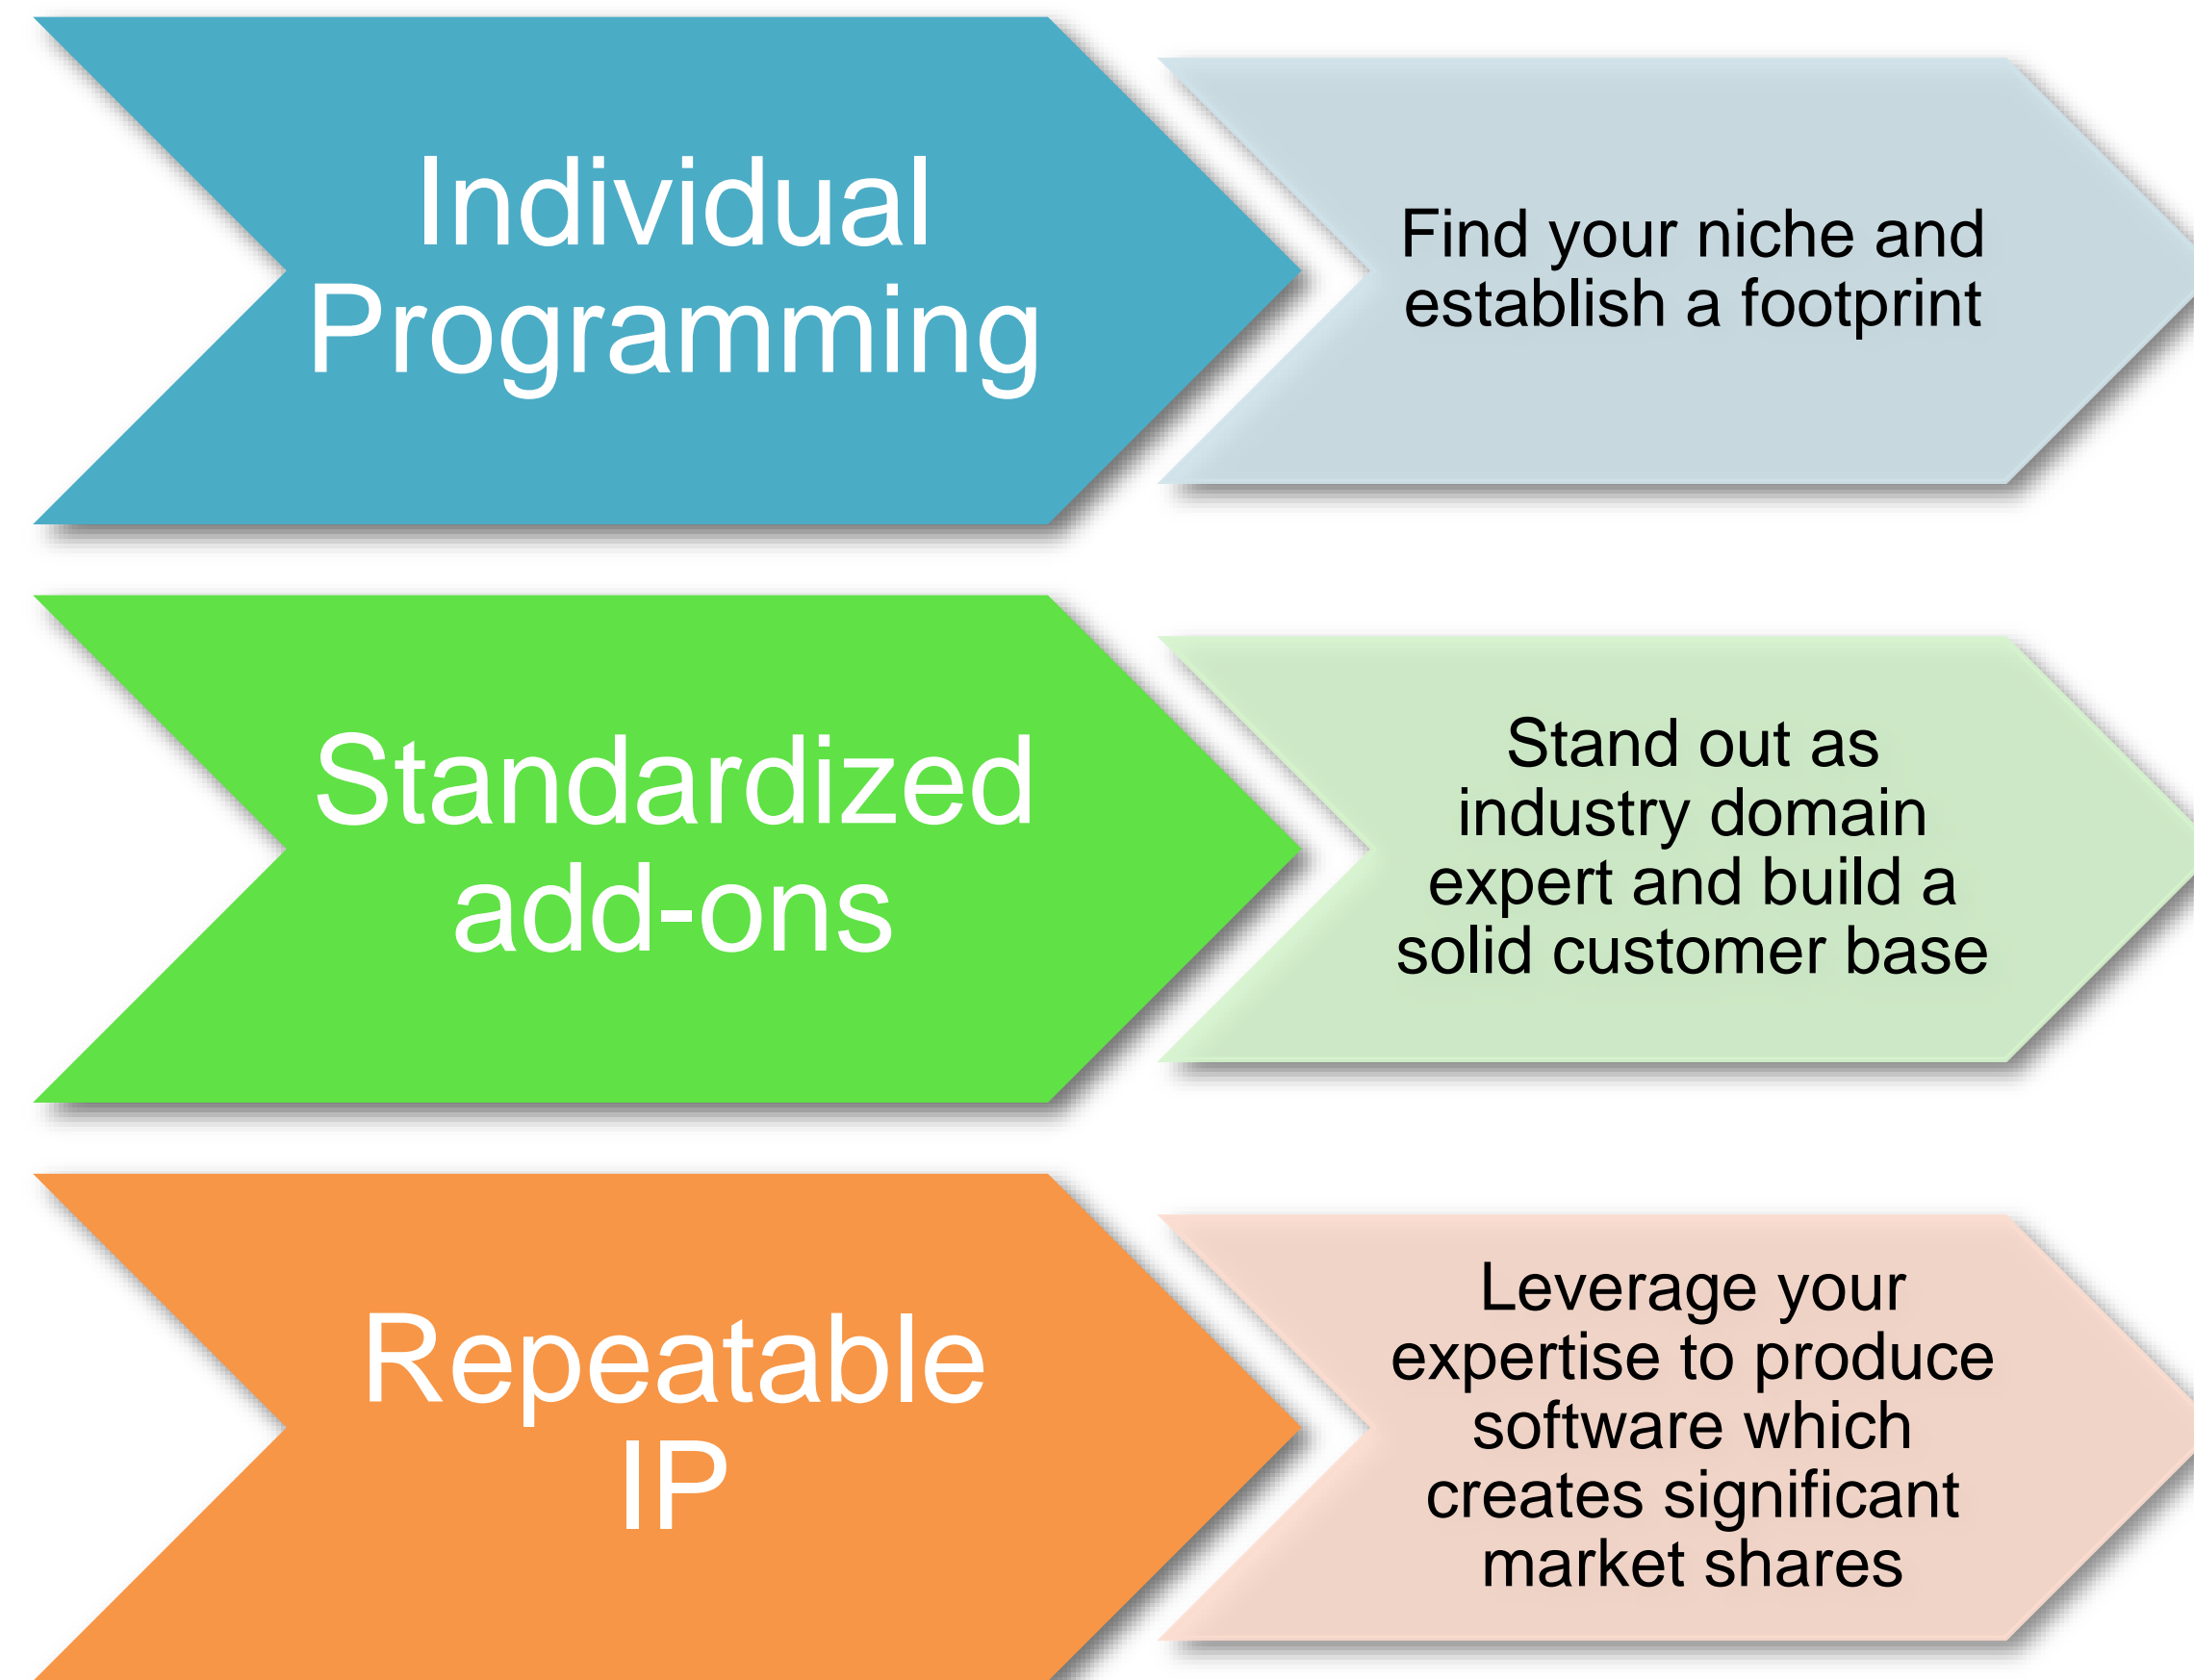 Individual
Programming
Find your niche and
establish a footprint
Standardized
add-ons
Stand out as
industry domain
expert and build a
solid customer base
Repeatable
IP
Leverage your
expertise to produce
software which
creates significant
market shares